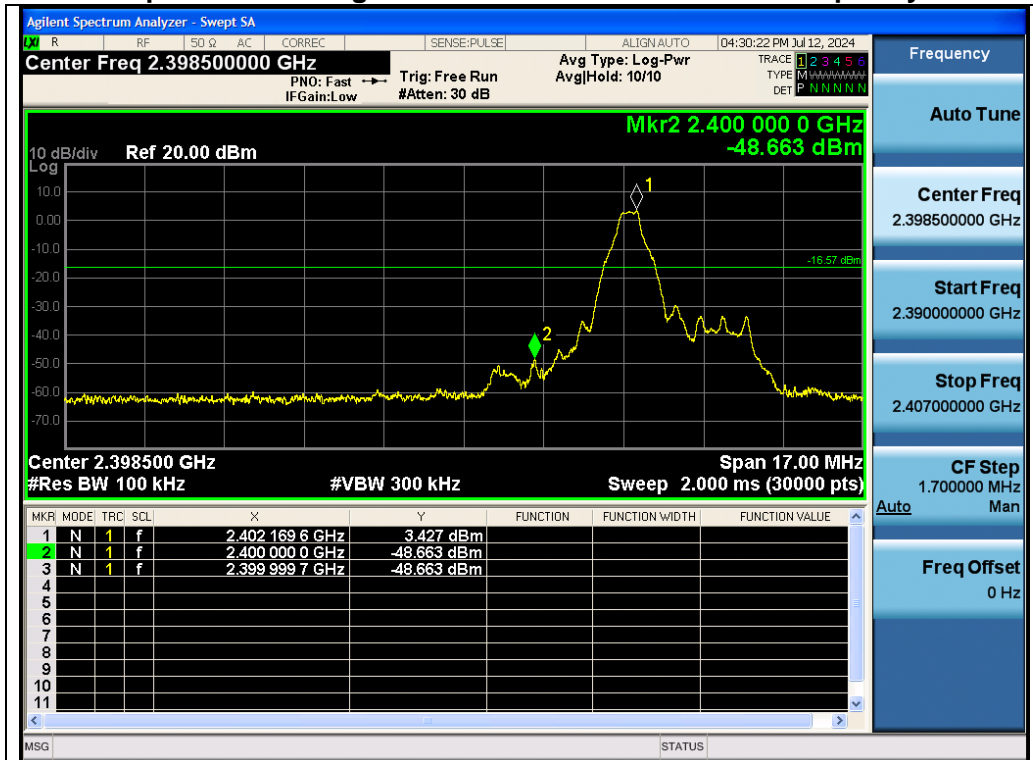 Agilent Spectrum Analyzer - Swept SA
LXI R RF 50 Ω AC CORREC SENSE:PULSE ALIGN AUTO 04:30:22 PM Jul 12, 2024
Center Freq 2.398500000 GHz
PNO: Fast
IFGain:Low
Trig: Free Run
#Atten: 30 dB
Avg Type: Log-Pwr
Avg|Hold: 10/10
TRACE 1 2 3 4 5 6
TYPE M WWWWW
DET P N N N N N
Frequency
Auto Tune
Center Freq
2.398500000 GHz
Start Freq
2.390000000 GHz
Stop Freq
2.407000000 GHz
CF Step
1.700000 MHz
Auto Man
Freq Offset
0 Hz
Mkr2 2.400 000 0 GHz
-48.663 dBm
10 dB/div Ref 20.00 dBm
Log
10.0
0.00
-10.0
-20.0
-30.0
-40.0
-50.0
-60.0
-70.0
1
2
-16.57 dBm
Center 2.398500 GHz Span 17.00 MHz
#Res BW 100 kHz #VBW 300 kHz Sweep 2.000 ms (30000 pts)
MKR MODE TRC SCL X Y FUNCTION FUNCTION WIDTH FUNCTION VALUE
1 N 1 f 2.402 169 6 GHz 3.427 dBm
2 N 1 f 2.400 000 0 GHz -48.663 dBm
3 N 1 f 2.399 999 7 GHz -48.663 dBm
4
5
6
7
8
9
10
11
MSG STATUS